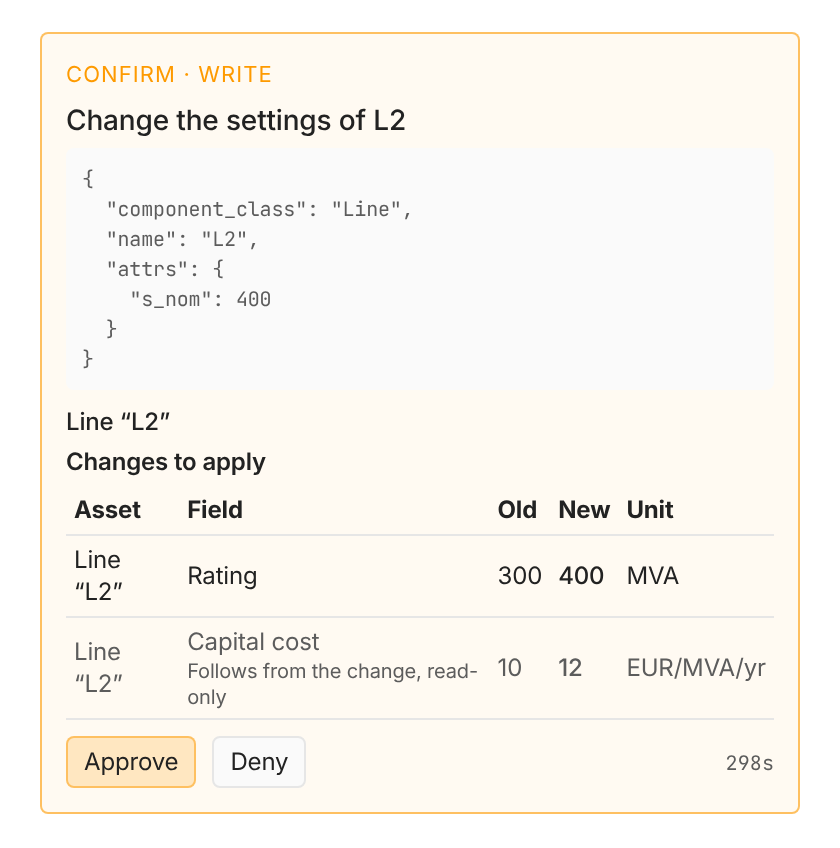 CONFIRM · WRITE
Change the settings of L2
{
  "component_class": "Line",
  "name": "L2",
  "attrs": {
    "s_nom": 400
  }
}
Line “L2”
Changes to apply
Asset Field Old New Unit
Line “L2” Rating 300 400 MVA
Line “L2” Capital cost 10 12 EUR/MVA/yr
Follows from the change, read-
only
Approve Deny 298s